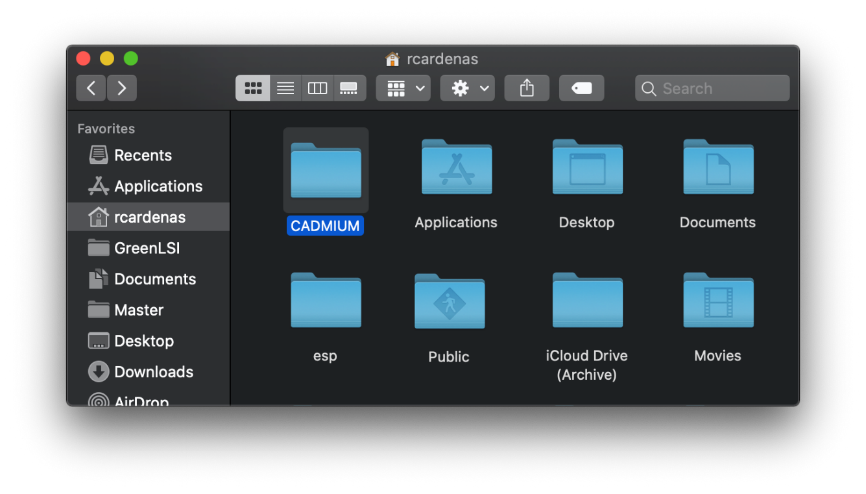 rcardenas
Search
Favorites
Recents
Applications
rcardenas
GreenLSI
Documents
Master
Desktop
Downloads
AirDrop
CADMIUM
Applications
Desktop
Documents
esp
Public
iCloud Drive
(Archive)
Movies